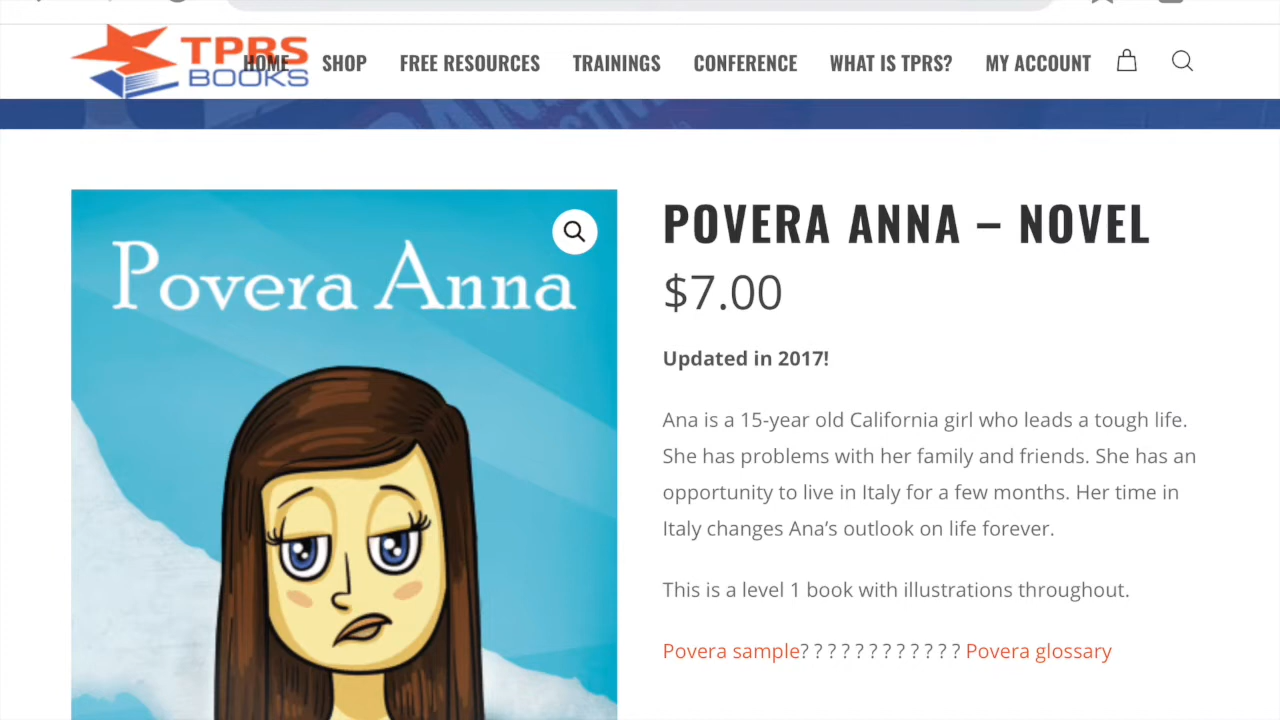 TPRS
BOOKS
HOME SHOP FREE RESOURCES TRAININGS CONFERENCE WHAT IS TPRS? MY ACCOUNT
Povera Anna
POVERA ANNA – NOVEL
$7.00
Updated in 2017!
Ana is a 15-year old California girl who leads a tough life.
She has problems with her family and friends. She has an
opportunity to live in Italy for a few months. Her time in
Italy changes Ana’s outlook on life forever.
This is a level 1 book with illustrations throughout.
Povera sample? ? ? ? ? ? ? ? ? ? ? ? Povera glossary